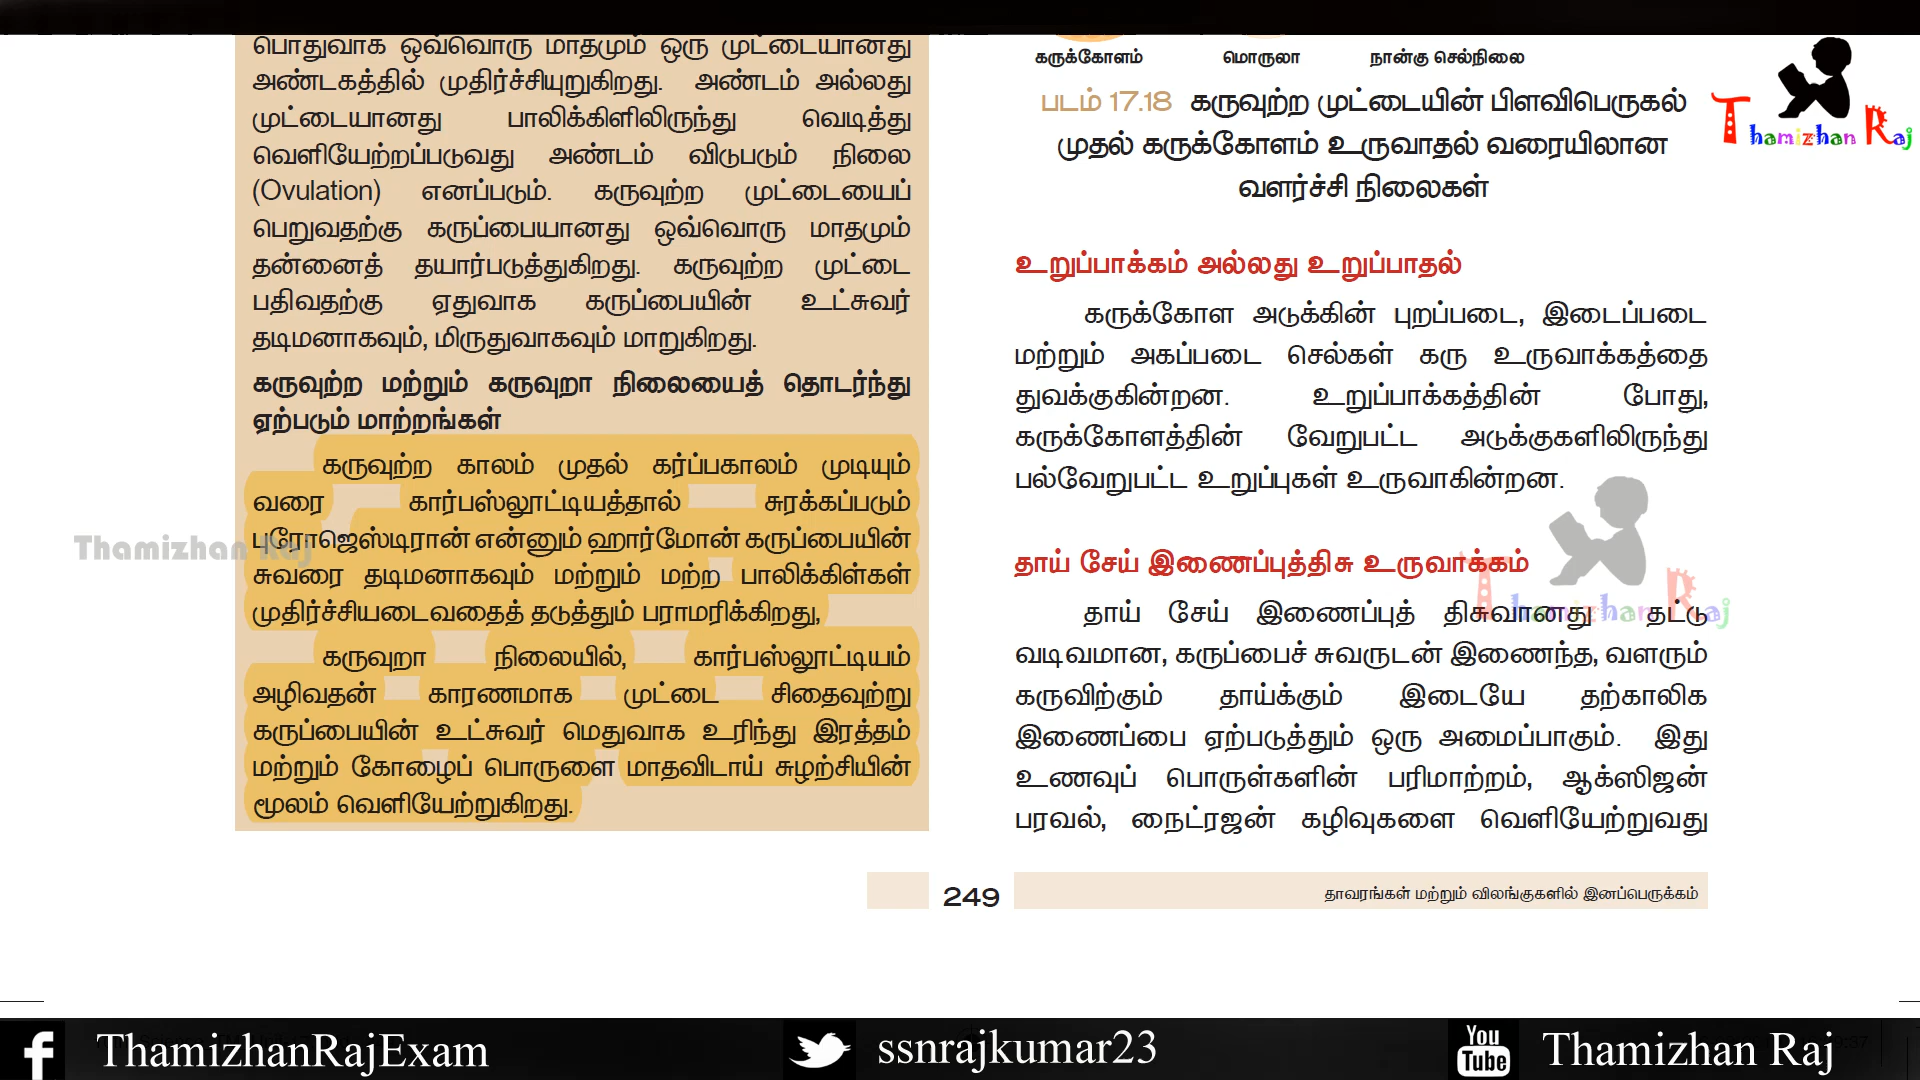 பொதுவாக ஒவ்வொரு மாதமும் ஒரு முட்டையானது
அண்டகத்தில் முதிர்ச்சியுறுகிறது. அண்டம் அல்லது
முட்டையானது பாலிக்கிளிலிருந்து வெடித்து
வெளியேற்றப்படுவது அண்டம் விடுபடும் நிலை
(Ovulation) எனப்படும். கருவுற்ற முட்டையைப்
பெறுவதற்கு கருப்பையானது ஒவ்வொரு மாதமும்
தன்னைத் தயார்படுத்துகிறது. கருவுற்ற முட்டை
பதிவதற்கு ஏதுவாக கருப்பையின் உட்சுவர்
தடிமனாகவும், மிருதுவாகவும் மாறுகிறது.
கருவுற்ற மற்றும் கருவுறா நிலையைத் தொடர்ந்து
ஏற்படும் மாற்றங்கள்
கருவுற்ற காலம் முதல் கர்ப்பகாலம் முடியும்
வரை கார்பஸ்லூட்டியத்தால் சுரக்கப்படும்
புரோஜெஸ்டிரான் என்னும் ஹார்மோன் கருப்பையின்
சுவரை தடிமனாகவும் மற்றும் மற்ற பாலிக்கிள்கள்
முதிர்ச்சியடைவதைத் தடுத்தும் பராமரிக்கிறது,
கருவுறா நிலையில், கார்பஸ்லூட்டியம்
அழிவதன் காரணமாக முட்டை சிதைவுற்று
கருப்பையின் உட்சுவர் மெதுவாக உரிந்து இரத்தம்
மற்றும் கோழைப் பொருளை மாதவிடாய் சுழற்சியின்
மூலம் வெளியேற்றுகிறது.
Thamizhan Raj
கருக்கோளம் மொருலா நான்கு செல்நிலை
படம் 17.18 கருவுற்ற முட்டையின் பிளவிபெருகல்
முதல் கருக்கோளம் உருவாதல் வரையிலான
வளர்ச்சி நிலைகள்
உறுப்பாக்கம் அல்லது உறுப்பாதல்
கருக்கோள அடுக்கின் புறப்படை, இடைப்படை
மற்றும் அகப்படை செல்கள் கரு உருவாக்கத்தை
துவக்குகின்றன. உறுப்பாக்கத்தின் போது,
கருக்கோளத்தின் வேறுபட்ட அடுக்குகளிலிருந்து
பல்வேறுபட்ட உறுப்புகள் உருவாகின்றன.
தாய் சேய் இணைப்புத்திசு உருவாக்கம்
தாய் சேய் இணைப்புத் திசுவானது தட்டு
வடிவமான, கருப்பைச் சுவருடன் இணைந்த, வளரும்
கருவிற்கும் தாய்க்கும் இடையே தற்காலிக
இணைப்பை ஏற்படுத்தும் ஒரு அமைப்பாகும். இது
உணவுப் பொருள்களின் பரிமாற்றம், ஆக்ஸிஜன்
பரவல், நைட்ரஜன் கழிவுகளை வெளியேற்றுவது
Thamizhan Raj
Thamizhan Raj
249
தாவரங்கள் மற்றும் விலங்குகளில் இனப்பெருக்கம்
f ThamizhanRajExam
ssnrajkumar23
You Tube Thamizhan Raj